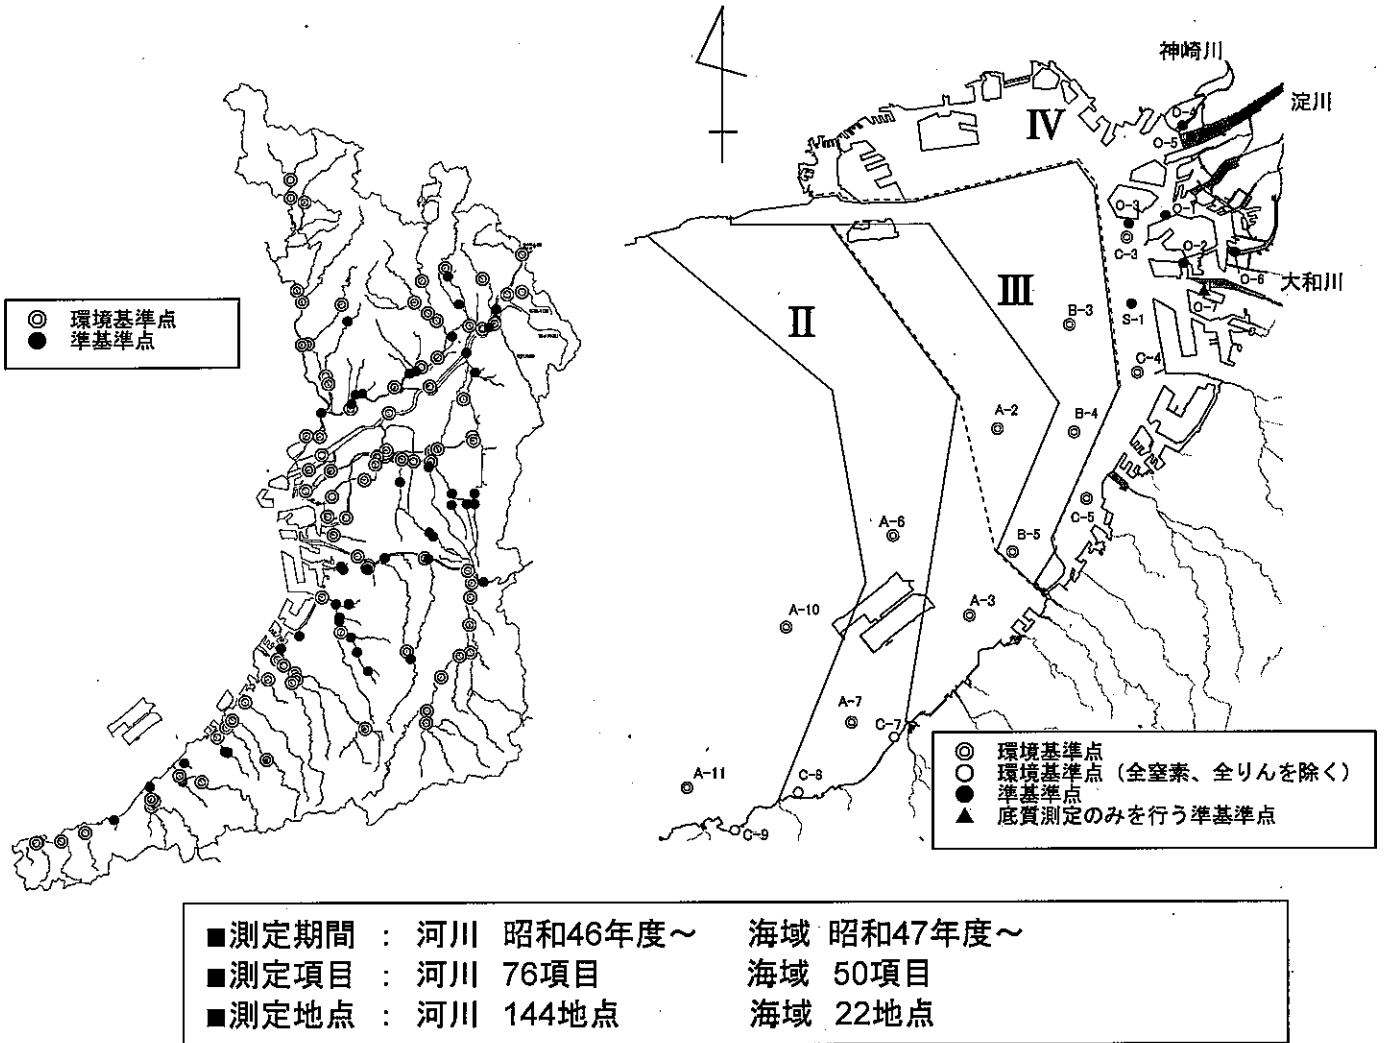 神崎川
淀川
IV
O-4
O-5
O-3
O-1
C-3
O-2
O-6
大和川
O-7
II
III
B-3
S-1
C-4
◎ 環境基準点
● 準基準点
A-2
B-4
C-5
A-6
B-5
A-10
A-3
A-7
C-7
A-11
C-8
C-9
◎ 環境基準点
○ 環境基準点（全窒素、全りんを除く）
● 準基準点
▲ 底質測定のみを行う準基準点
■測定期間 ： 河川 昭和46年度～ 海域 昭和47年度～
■測定項目 ： 河川 76項目 海域 50項目
■測定地点 ： 河川 144地点 海域 22地点